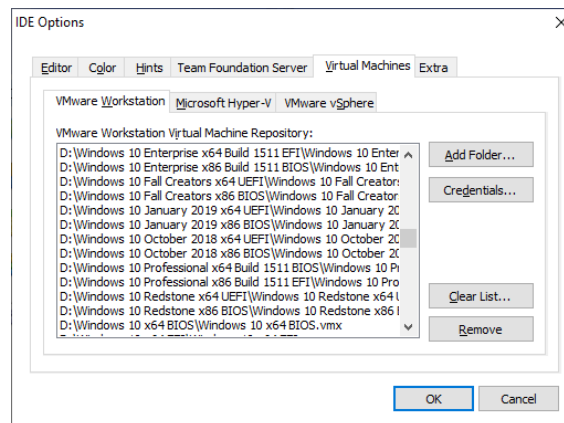 IDE Options
Editor Color Hints Team Foundation Server Virtual Machines Extra
VMware Workstation Microsoft Hyper-V VMware vSphere
VMware Workstation Virtual Machine Repository:
D:\Windows 10 Enterprise x64 Build 1511 EFI\Windows 10 Enter
D:\Windows 10 Enterprise x86 Build 1511 BIOS\Windows 10 Ent
D:\Windows 10 Fall Creators x64 UEFI\Windows 10 Fall Creator
D:\Windows 10 Fall Creators x86 BIOS\Windows 10 Fall Creator
D:\Windows 10 January 2019 x64 UEFI\Windows 10 January 20
D:\Windows 10 January 2019 x86 BIOS\Windows 10 January 20
D:\Windows 10 October 2018 x64 UEFI\Windows 10 October 20
D:\Windows 10 October 2018 x86 BIOS\Windows 10 October 20
D:\Windows 10 Professional x64 Build 1511 BIOS\Windows 10 P
D:\Windows 10 Professional x86 Build 1511 EFI\Windows 10 Pro
D:\Windows 10 Redstone x64 UEFI\Windows 10 Redstone x64 U
D:\Windows 10 Redstone x86 BIOS\Windows 10 Redstone x86 
D:\Windows 10 x64 BIOS\Windows 10 x64 BIOS.vmx
Add Folder...
Credentials...
Clear List...
Remove
OK Cancel